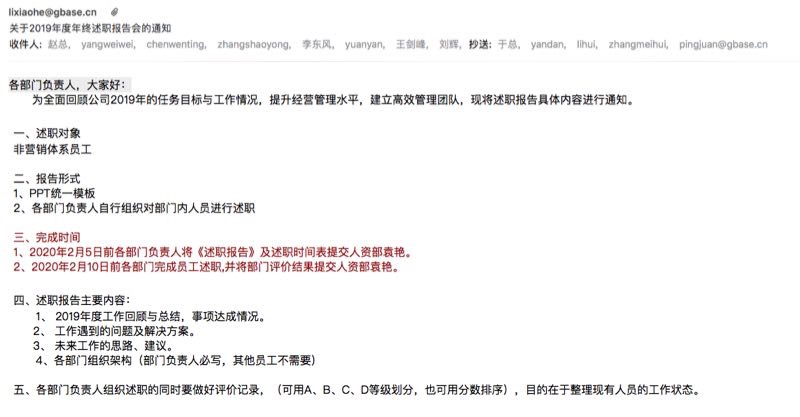 lixiaohe@gbase.cn
关于2019年度年终述职报告会的通知
收件人: 赵总, yangweiwei, chenwenting, zhangshaoyong, 李东风, yuanyan, 王剑峰, 刘辉, 抄送: 于总, yandan, lihui, zhangmeihui, pingjuan@gbase.cn
各部门负责人，大家好：
为全面回顾公司2019年的任务目标与工作情况，提升经营管理水平，建立高效管理团队，现将述职报告具体内容进行通知。
一、述职对象
非营销体系员工
二、报告形式
1、PPT统一模板
2、各部门负责人自行组织对部门内人员进行述职
三、完成时间
1、2020年2月5日前各部门负责人将《述职报告》及述职时间表提交人资部袁艳。
2、2020年2月10日前各部门完成员工述职,并将部门评价结果提交人资部袁艳。
四、述职报告主要内容：
1、 2019年度工作回顾与总结，事项达成情况。
2、 工作遇到的问题及解决方案。
3、 未来工作的思路、建议。
4、各部门组织架构（部门负责人必写，其他员工不需要）
五、各部门负责人组织述职的同时要做好评价记录，（可用A、B、C、D等级划分，也可用分数排序），目的在于整理现有人员的工作状态。